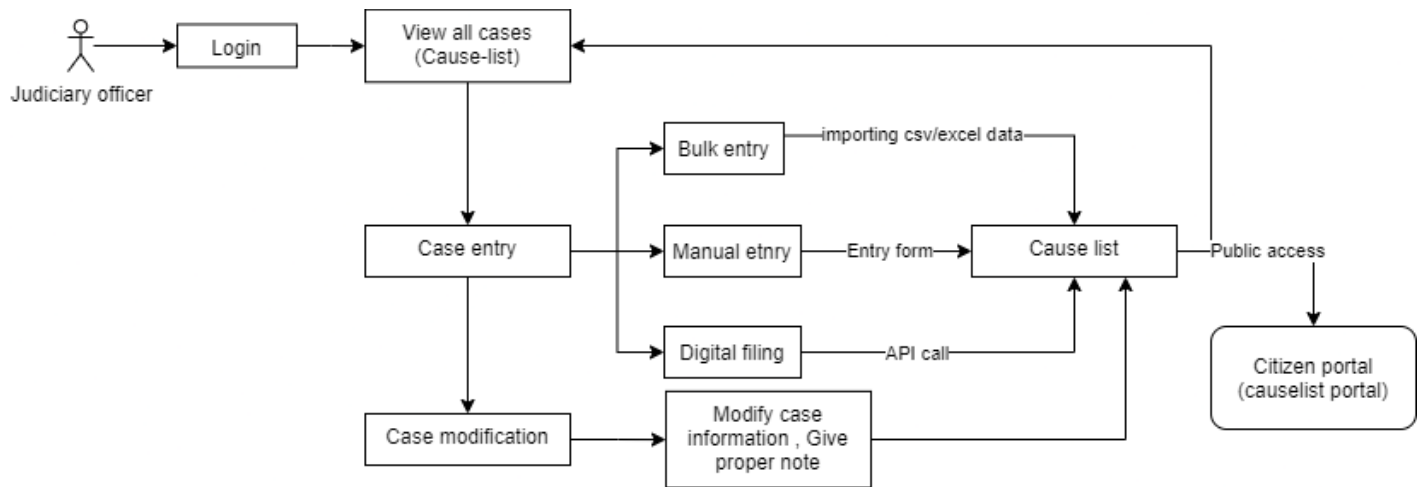 Login
View all cases
(Cause-list)
Judiciary officer
Bulk entry
importing csv/excel data
Case entry
Manual etnry
Entry form
Cause list
Public access
Digital filing
API call
Citizen portal
(causelist portal)
Case modification
Modify case
information , Give
proper note